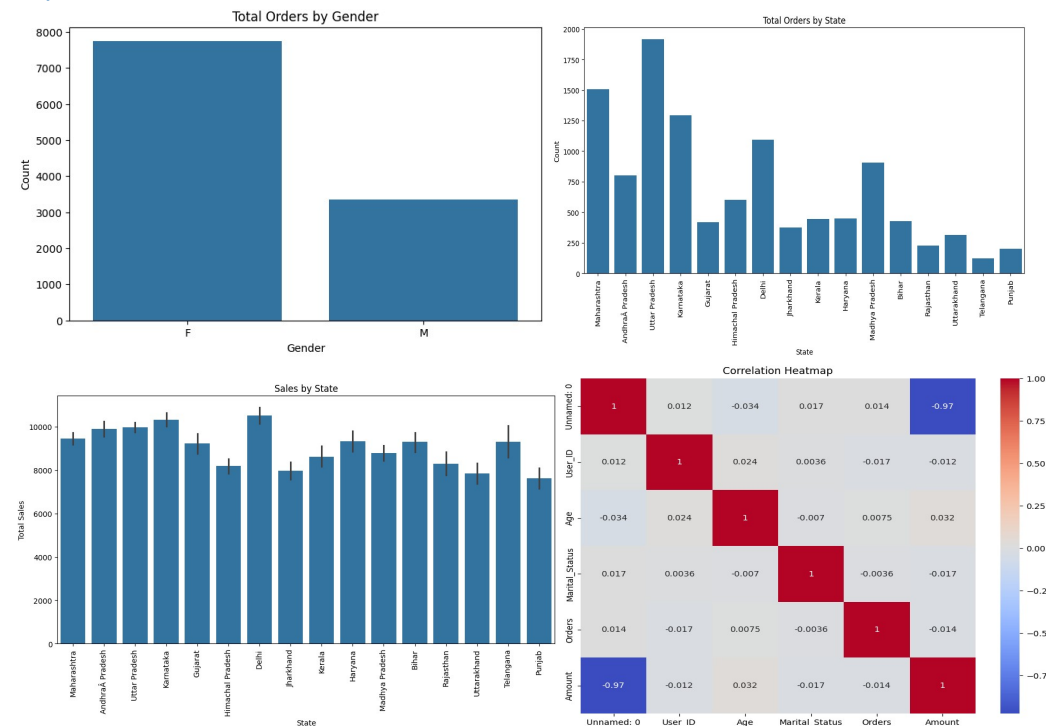 Total Orders by Gender
8000
7000
6000
5000
4000
3000
2000
1000
0
Count
F M
Gender
Total Orders by State
2000
1750
1500
1250
1000
750
500
250
0
Count
Maharashtra
AndhraÂ Pradesh
Uttar Pradesh
Karnataka
Gujarat
Himachal Pradesh
Delhi
Jharkhand
Kerala
Haryana
Madhya Pradesh
Bihar
Rajasthan
Uttarakhand
Telangana
Punjab
State
Sales by State
10000
8000
6000
4000
2000
0
Total Sales
Maharashtra
AndhraÂ Pradesh
Uttar Pradesh
Karnataka
Gujarat
Himachal Pradesh
Delhi
Jharkhand
Kerala
Haryana
Madhya Pradesh
Bihar
Rajasthan
Uttarakhand
Telangana
Punjab
State
Correlation Heatmap
Unnamed: 0 1 0.012 -0.034 0.017 0.014 -0.97
User_ID 0.012 1 0.024 0.0036 -0.017 -0.012
Age -0.034 0.024 1 -0.007 0.0075 0.032
Marital_Status 0.017 0.0036 -0.007 1 -0.0036 -0.017
Orders 0.014 -0.017 0.0075 -0.0036 1 -0.014
Amount -0.97 -0.012 0.032 -0.017 -0.014 1
Unnamed: 0 User_ID Age Marital_Status Orders Amount
1.00
0.75
0.50
0.25
0.00
−0.2
−0.5
−0.7